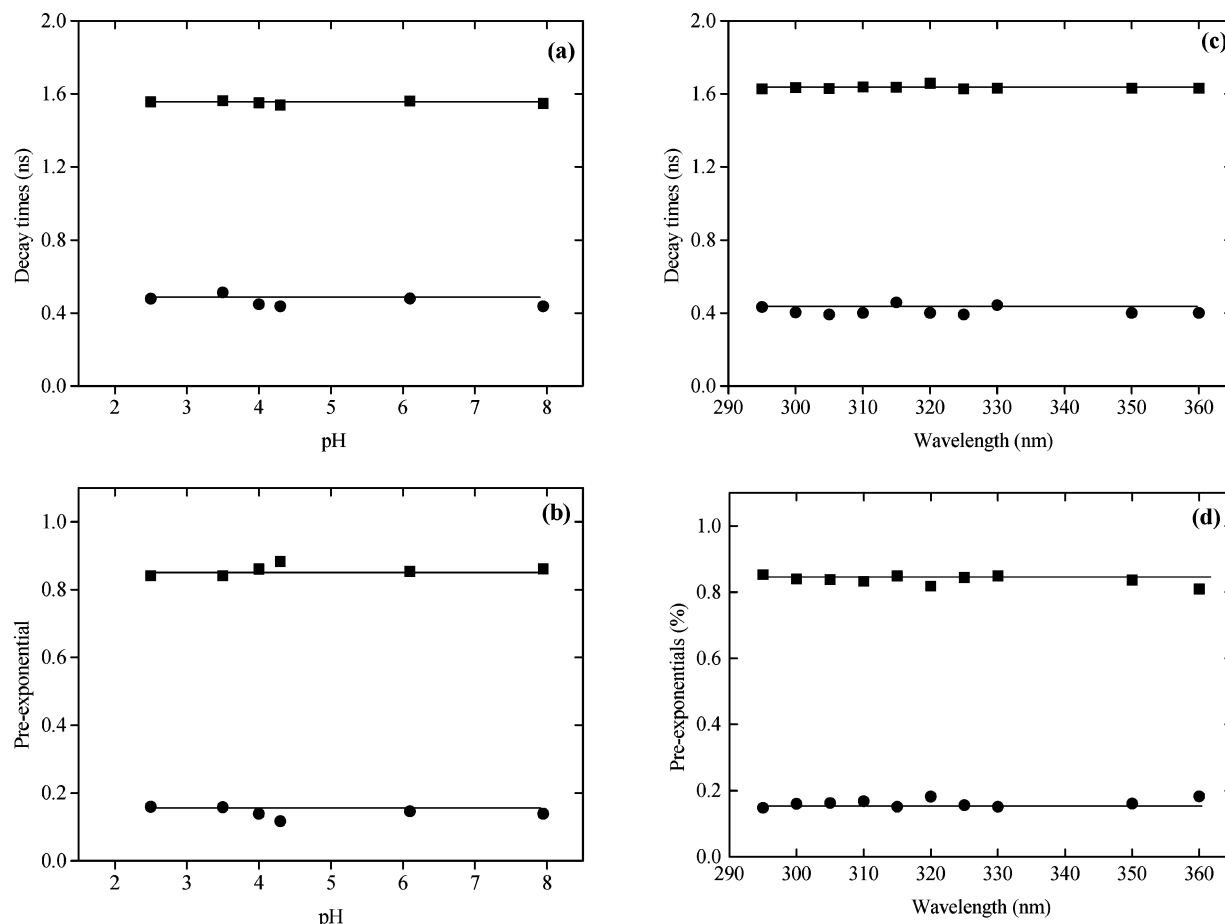 (a)
2.0
1.6
1.2
0.8
0.4
0.0
Decay times (ns)
2 3 4 5 6 7 8
pH
(c)
2.0
1.6
1.2
0.8
0.4
0.0
Decay times (ns)
290 300 310 320 330 340 350 360
Wavelength (nm)
(b)
1.0
0.8
0.6
0.4
0.2
0.0
Pre-exponential
2 3 4 5 6 7 8
pH
(d)
1.0
0.8
0.6
0.4
0.2
0.0
Pre-exponentials (%)
290 300 310 320 330 340 350 360
Wavelength (nm)